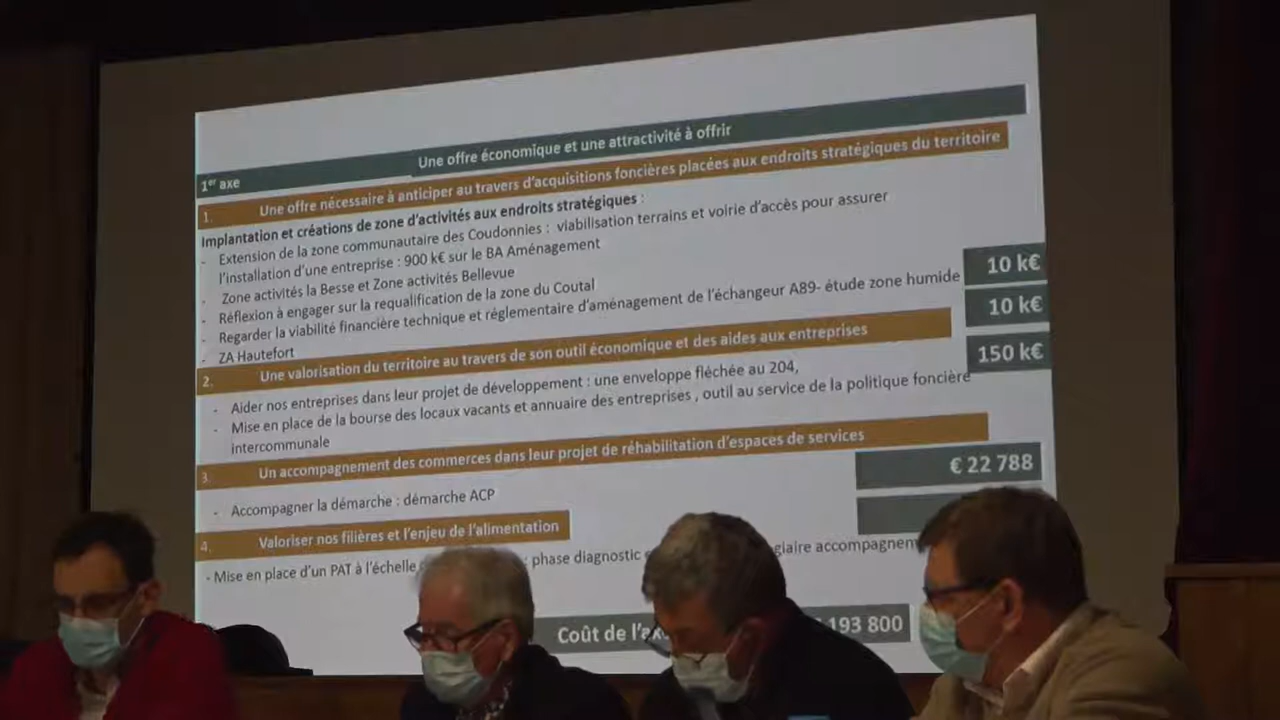 Une offre économique et une attractivité à offrir
1er axe
1. Une offre nécessaire à anticiper au travers d'acquisitions foncières placées aux endroits stratégiques du territoire
Implantation et créations de zone d'activités aux endroits stratégiques :
- Extension de la zone communautaire des Coudonnies : viabilisation terrains et voirie d'accès pour assurer
l'installation d'une entreprise : 900 k€ sur le BA Aménagement
- Zone activités la Besse et Zone activités Bellevue
- Réflexion à engager sur la requalification de la zone du Coutal
10 k€
- Regarder la viabilité financière technique et réglementaire d'aménagement de l'échangeur A89- étude zone humide
10 k€
- ZA Hautefort
2. Une valorisation du territoire au travers de son outil économique et des aides aux entreprises
150 k€
- Aider nos entreprises dans leur projet de développement : une enveloppe fléchée au 204,
- Mise en place de la bourse des locaux vacants et annuaire des entreprises , outil au service de la politique foncière
intercommunale
3. Un accompagnement des commerces dans leur projet de réhabilitation d'espaces de services
€ 22 788
- Accompagner la démarche : démarche ACP
4. Valoriser nos filières et l'enjeu de l'alimentation
- Mise en place d'un PAT à l'échelle : phase diagnostic
Coût de l'axe 193 800